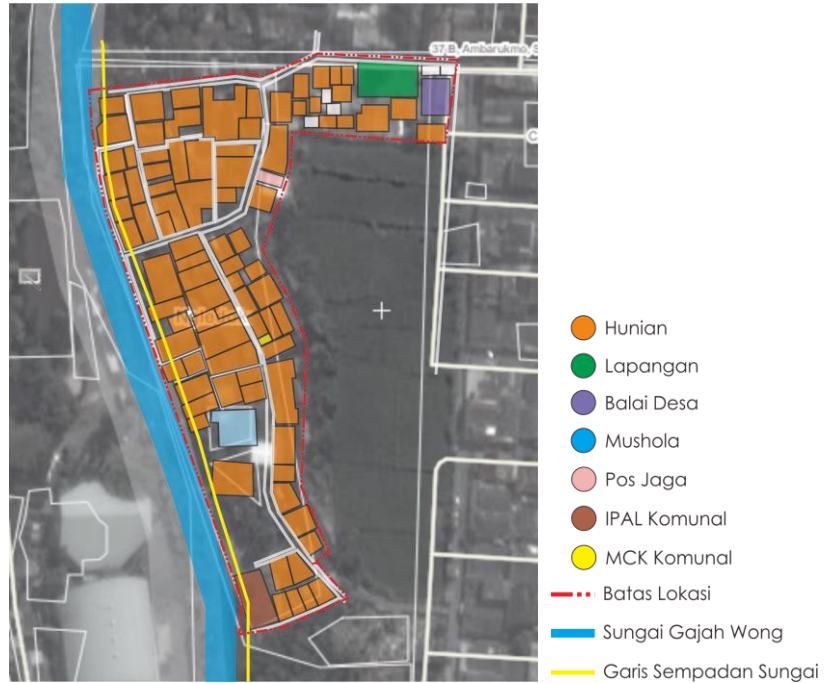 37 B, Ambarukmo, S
C
Hunian
Lapangan
Balai Desa
Mushola
Pos Jaga
IPAL Komunal
MCK Komunal
Batas Lokasi
Sungai Gajah Wong
Garis Sempadan Sungai